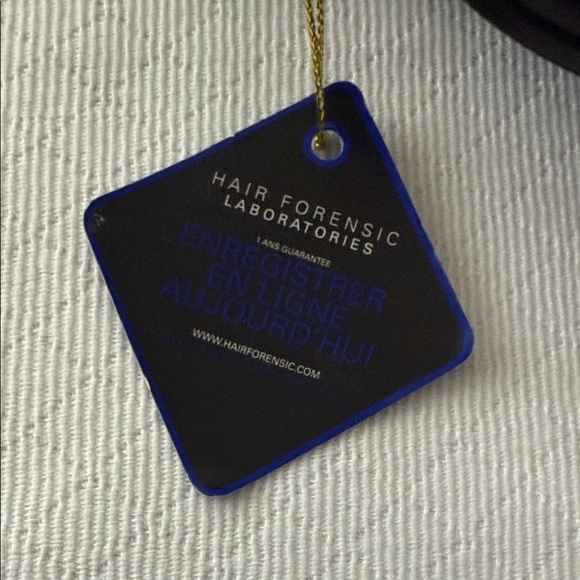 HAIR FORENSIC
LABORATORIES
1 ANS GUARANTEE
ENREGISTRER
EN LIGNE
AUJOURD'HUI
WWW.HAIRFORENSIC.COM